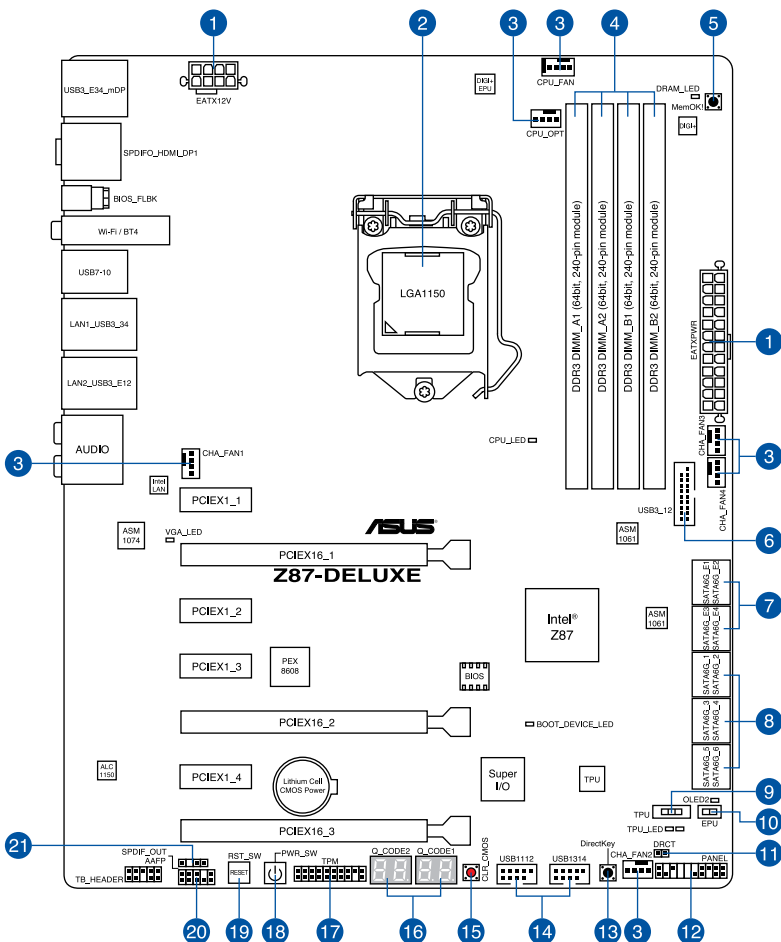 1
2
3
3
4
5
USB3_E34_mDP
EATX12V
DIGI+
EPU
CPU_FAN
DRAM_LED
MemOK!
CPU_OPT
DIGI+
SPDIFO_HDMI_DP1
BIOS_FLBK
Wi-Fi / BT4
USB7-10
LGA1150
DDR3 DIMM_A1 (64bit, 240-pin module)
DDR3 DIMM_A2 (64bit, 240-pin module)
DDR3 DIMM_B1 (64bit, 240-pin module)
DDR3 DIMM_B2 (64bit, 240-pin module)
LAN1_USB3_34
EATXPWR
1
LAN2_USB3_E12
AUDIO
3
CHA_FAN1
CPU_LED
CHA_FAN3
3
CHA_FAN4
Intel
LAN
PCIEX1_1
USB3_12
6
ASM
1074
VGA_LED
ASUS
ASM
1061
PCIEX16_1
Z87-DELUXE
SATA6G_E1
SATA6G_E2
7
PCIEX1_2
Intel®
Z87
ASM
1061
SATA6G_E3
SATA6G_E4
PCIEX1_3
PEX
8608
BIOS
SATA6G_1
SATA6G_2
PCIEX16_2
BOOT_DEVICE_LED
SATA6G_3
SATA6G_4
8
ALC
1150
PCIEX1_4
Lithium Cell
CMOS Power
Super
I/O
TPU
SATA6G_5
SATA6G_6
9
OLED2
TPU
EPU
10
PCIEX16_3
TPU_LED
21
SPDIF_OUT
AAFP
TB_HEADER
RST_SW
RESET
PWR_SW
TPM
Q_CODE2
Q_CODE1
88
88
CLR_CMOS
USB1112
USB1314
DirectKey
CHA_FAN2
DRCT
11
PANEL
20
19
18
17
16
15
14
13
3
12